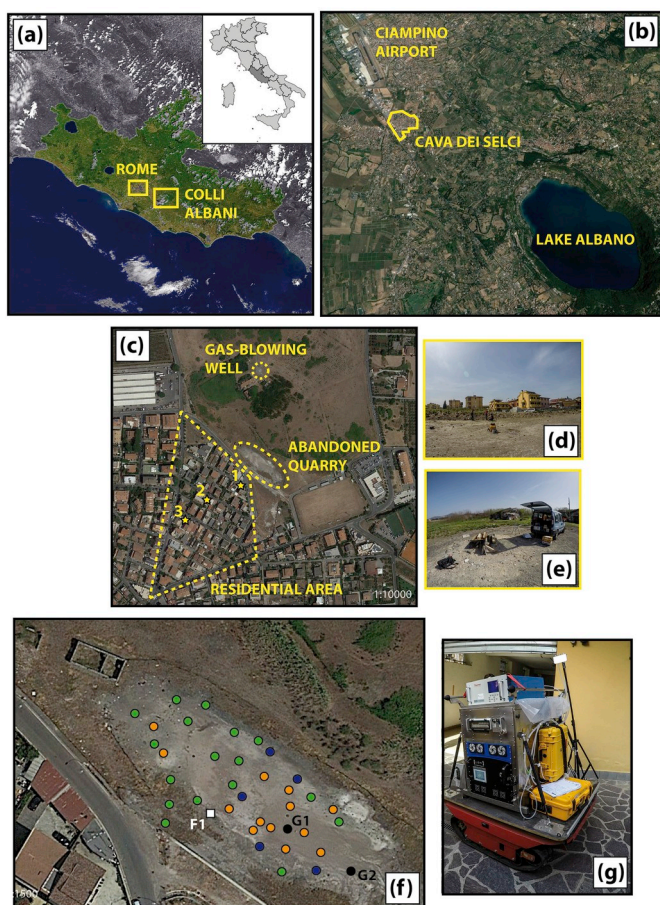 (a)
ROME
COLLI
ALBANI
(b)
CIAMPINO
AIRPORT
CAVA DEI SELCI
LAKE ALBANO
(c)
GAS-BLOWING
WELL
ABANDONED
QUARRY
1
2
3
RESIDENTIAL AREA
1:10000
(d)
(e)
F1
G1
G2
(f)
(g)